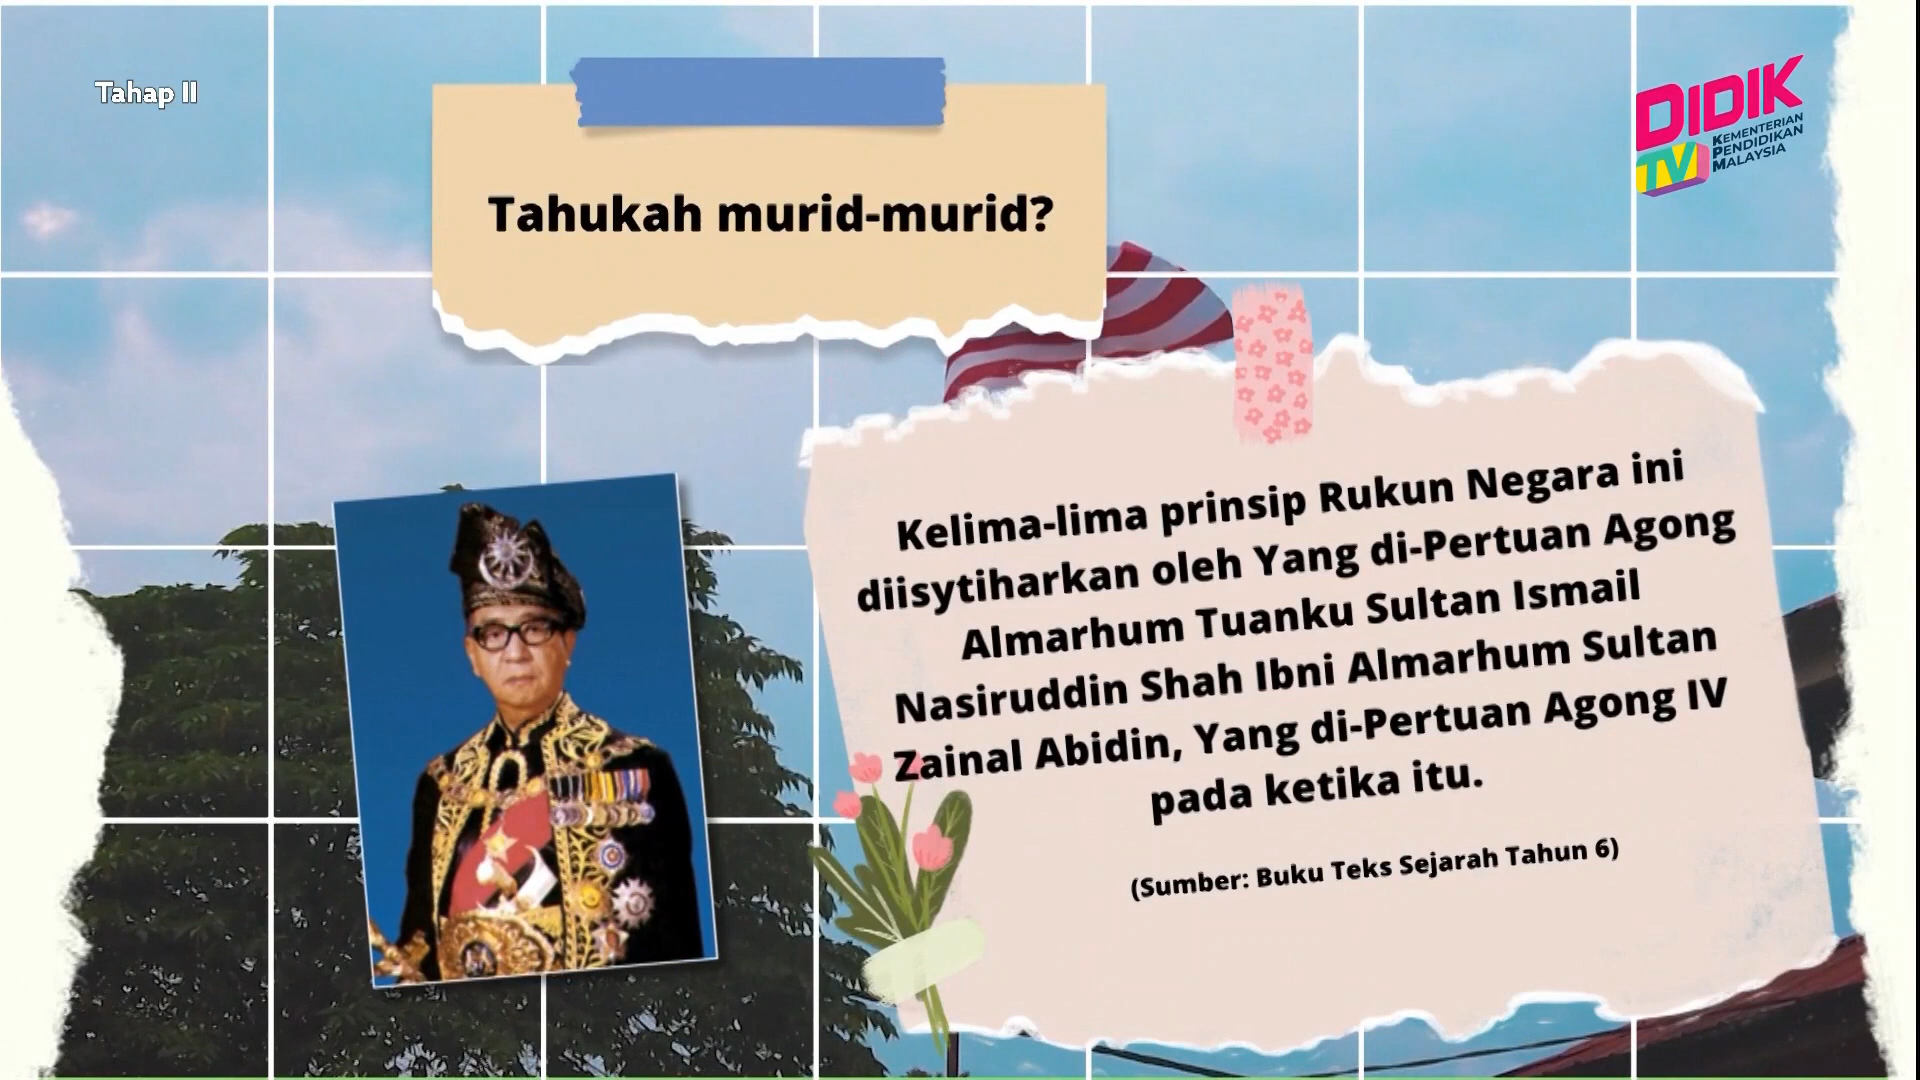 Tahap II
DIDIK
TV
KEMENTERIAN
PENDIDIKAN
MALAYSIA
Tahukah murid-murid?
Kelima-lima prinsip Rukun Negara ini
diisytiharkan oleh Yang di-Pertuan Agong
Almarhum Tuanku Sultan Ismail
Nasiruddin Shah Ibni Almarhum Sultan
Zainal Abidin, Yang di-Pertuan Agong IV
pada ketika itu.
(Sumber: Buku Teks Sejarah Tahun 6)